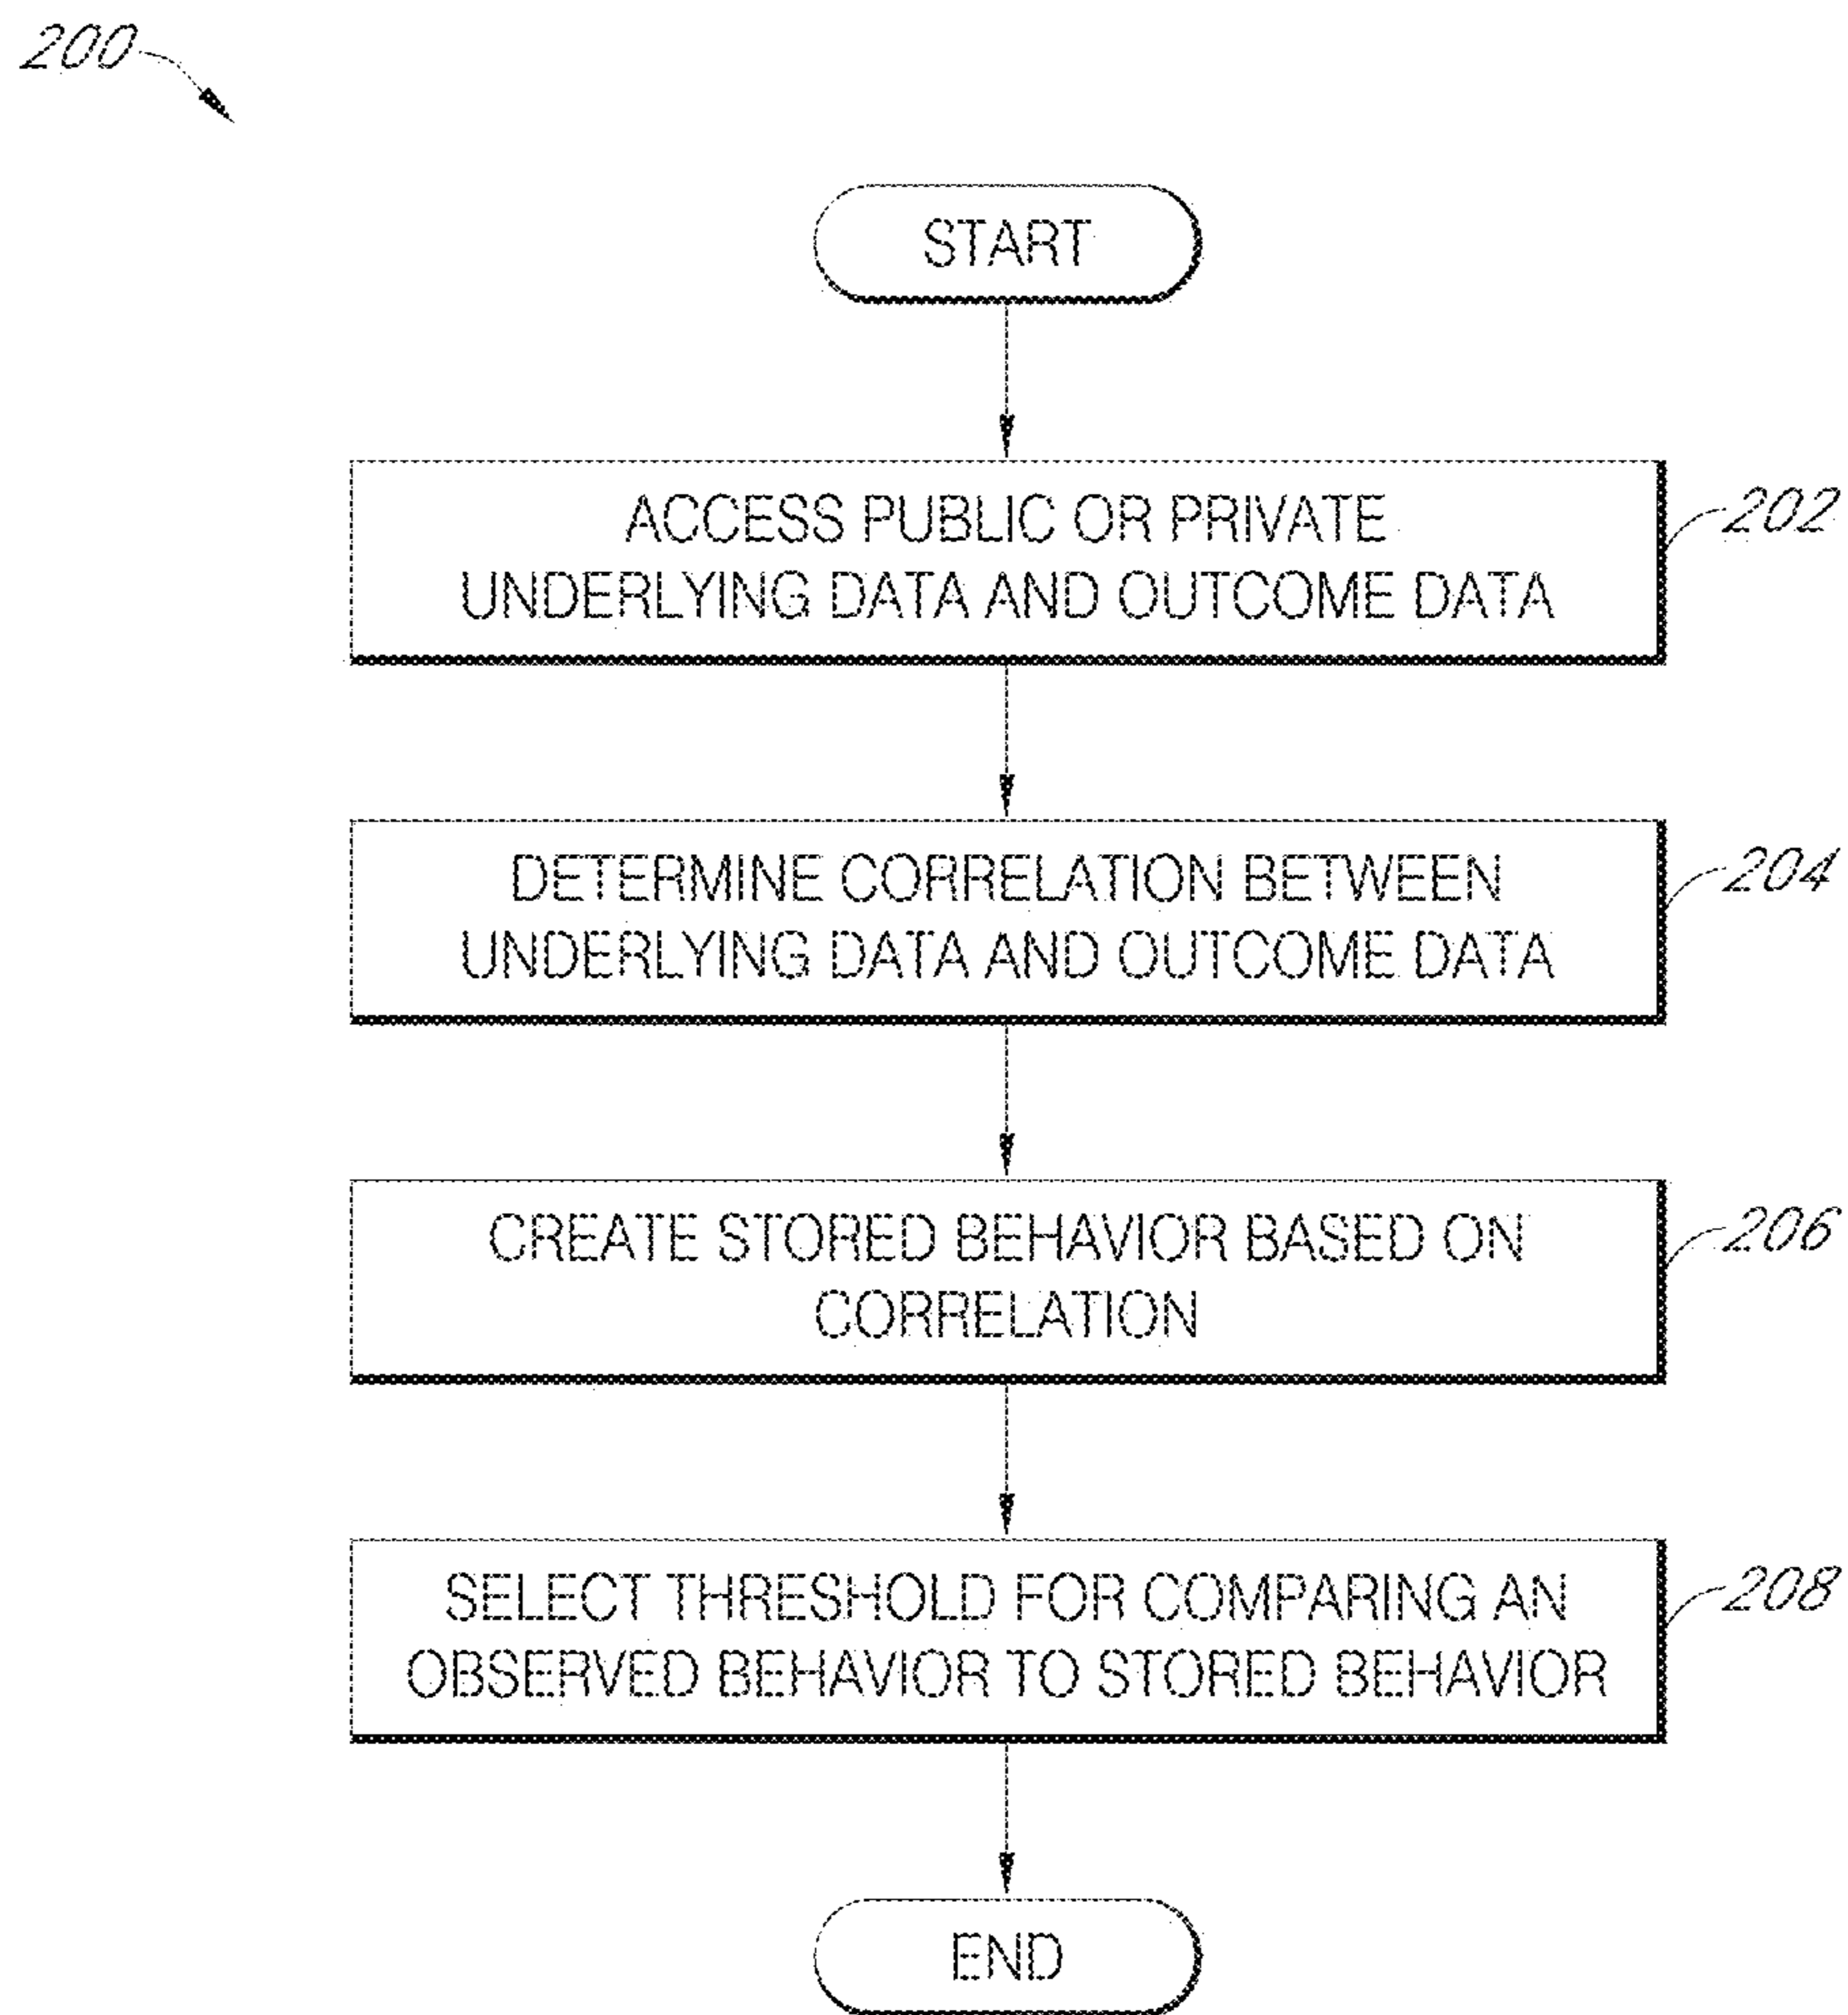 200
START
ACCESS PUBLIC OR PRIVATE
UNDERLYING DATA AND OUTCOME DATA
202
DETERMINE CORRELATION BETWEEN
UNDERLYING DATA AND OUTCOME DATA
204
CREATE STORED BEHAVIOR BASED ON
CORRELATION
206
SELECT THRESHOLD FOR COMPARING AN
OBSERVED BEHAVIOR TO STORED BEHAVIOR
208
END